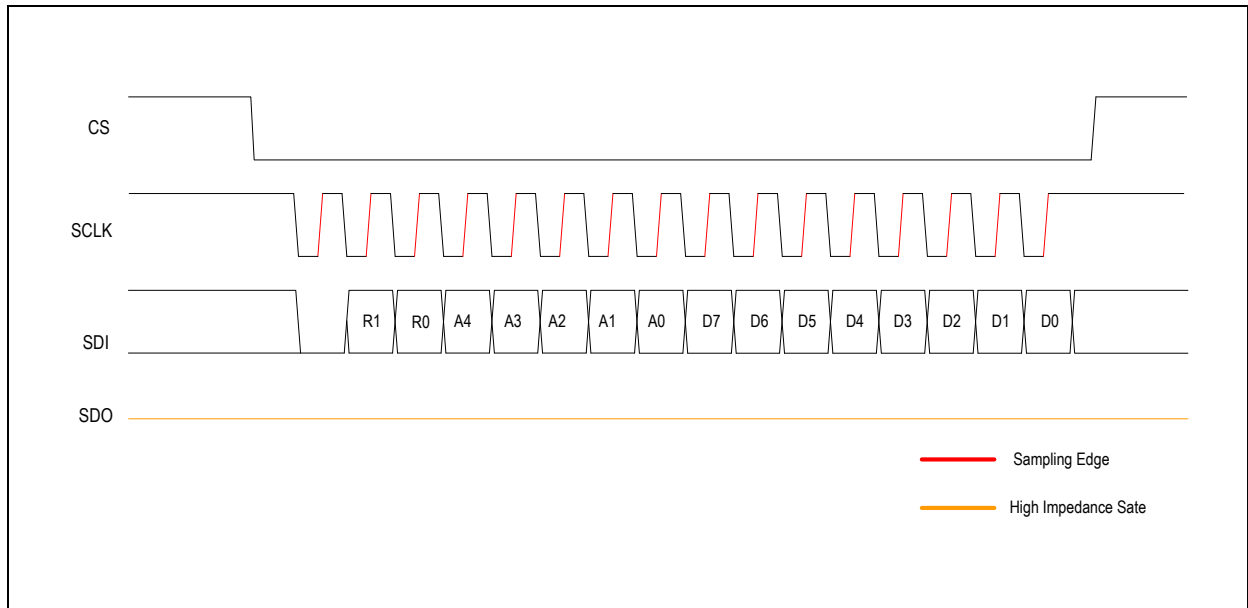 CS
SCLK
SDI
R1 R0 A4 A3 A2 A1 A0 D7 D6 D5 D4 D3 D2 D1 D0
SDO
Sampling Edge
High Impedance Sate